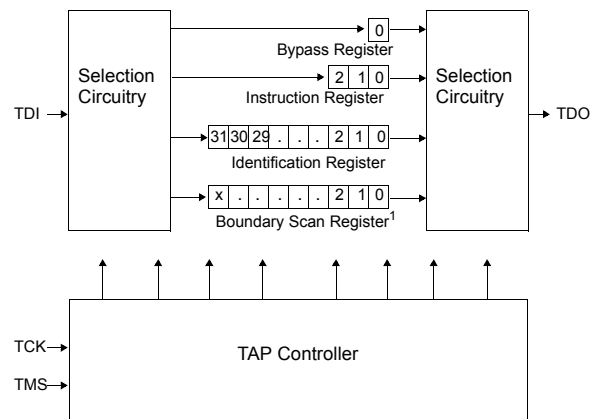 0
Bypass Register
Selection
Circuitry
2 1 0
Instruction Register
Selection
Circuitry
TDI
TDO
31 30 29 . . . 2 1 0
Identification Register
x . . . . . 2 1 0
Boundary Scan Register1
TCK
TMS
TAP Controller